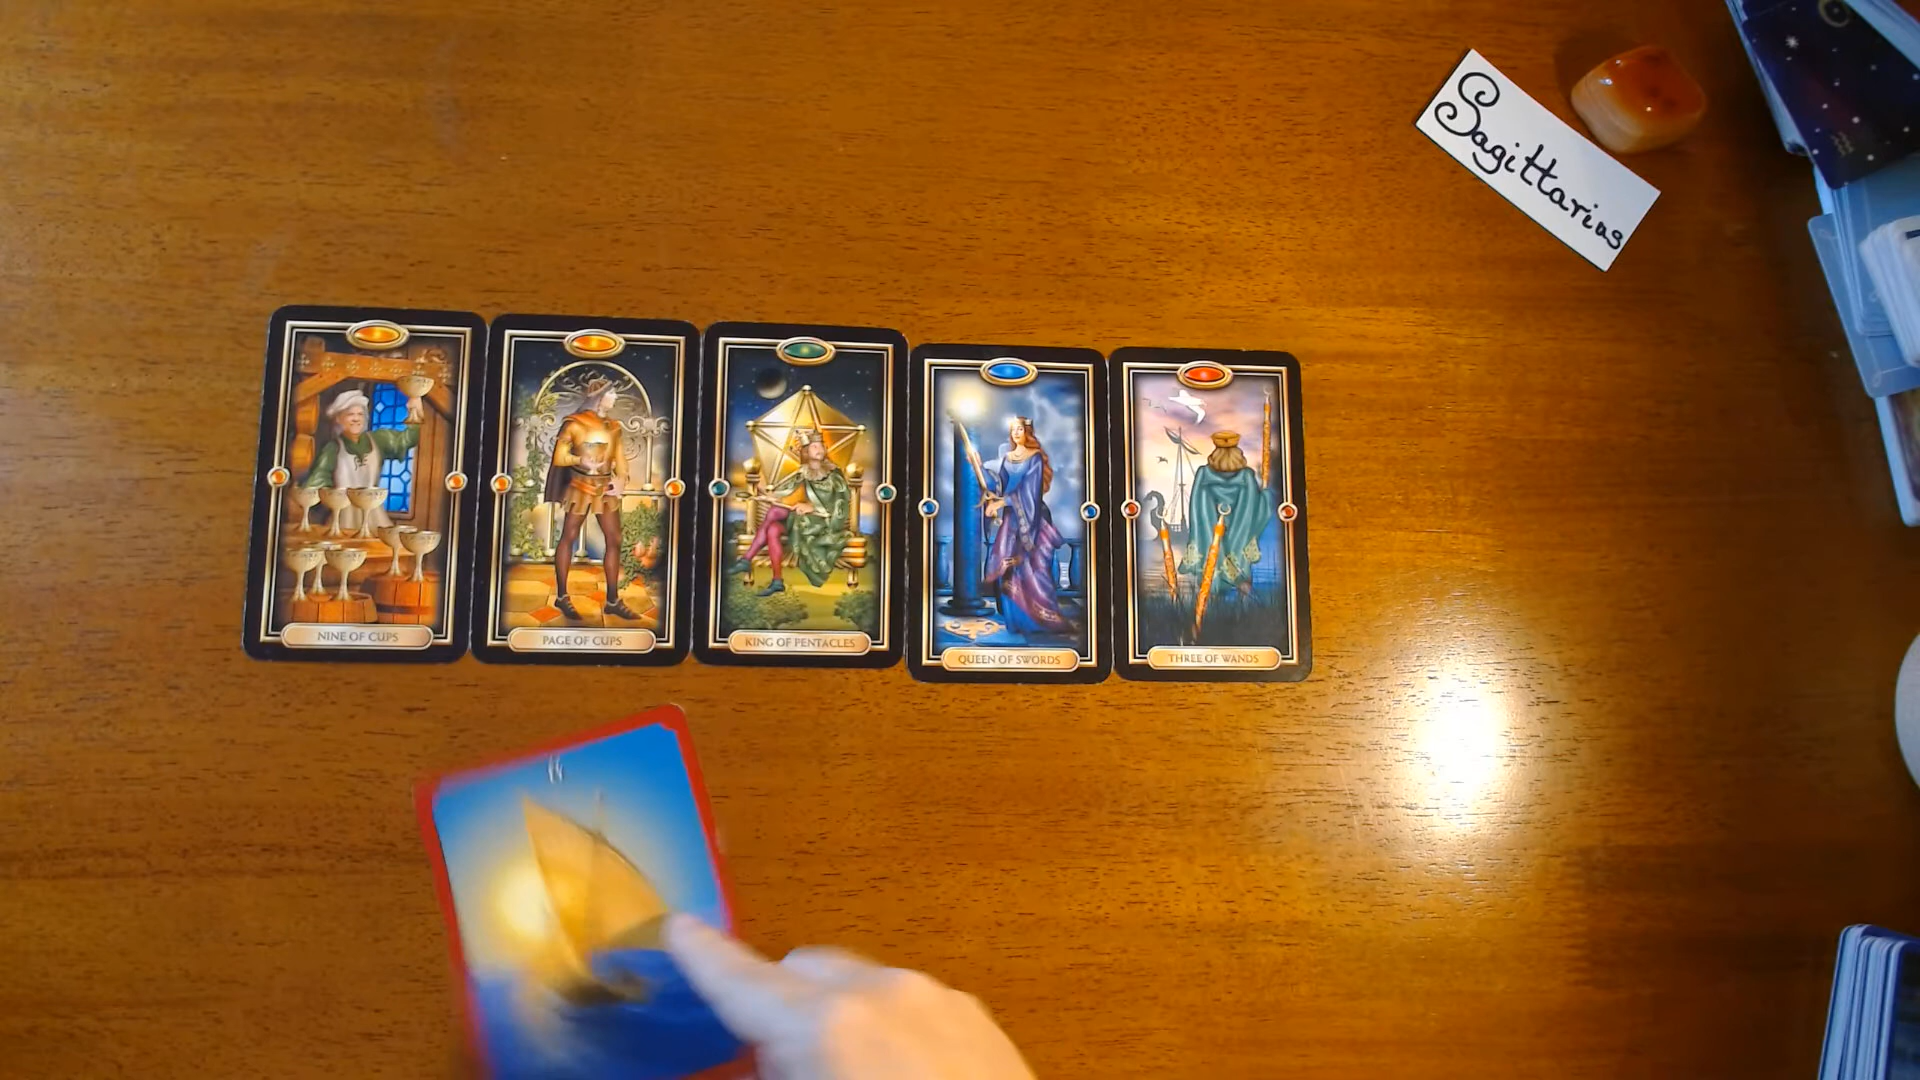 Sagittarius
NINE OF CUPS
PAGE OF CUPS
KING OF PENTACLES
QUEEN OF SWORDS
THREE OF WANDS